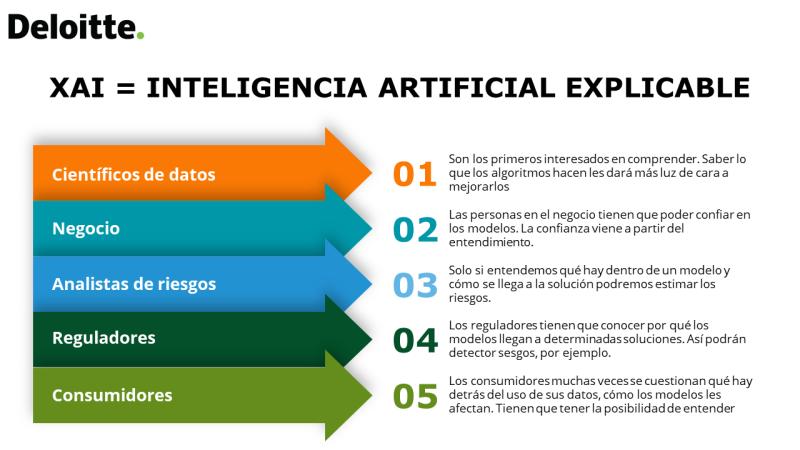 Deloitte.
XAI = INTELIGENCIA ARTIFICIAL EXPLICABLE
Científicos de datos
01
Son los primeros interesados en comprender. Saber lo
que los algoritmos hacen les dará más luz de cara a
mejorarlos
Negocio
02
Las personas en el negocio tienen que poder confiar en
los modelos. La confianza viene a partir del
entendimiento.
Analistas de riesgos
03
Solo si entendemos qué hay dentro de un modelo y
cómo se llega a la solución podremos estimar los
riesgos.
Reguladores
04
Los reguladores tienen que conocer por qué los
modelos llegan a determinadas soluciones. Así podrán
detector sesgos, por ejemplo.
Consumidores
05
Los consumidores muchas veces se cuestionan qué hay
detrás del uso de sus datos, cómo los modelos les
afectan. Tienen que tener la posibilidad de entender